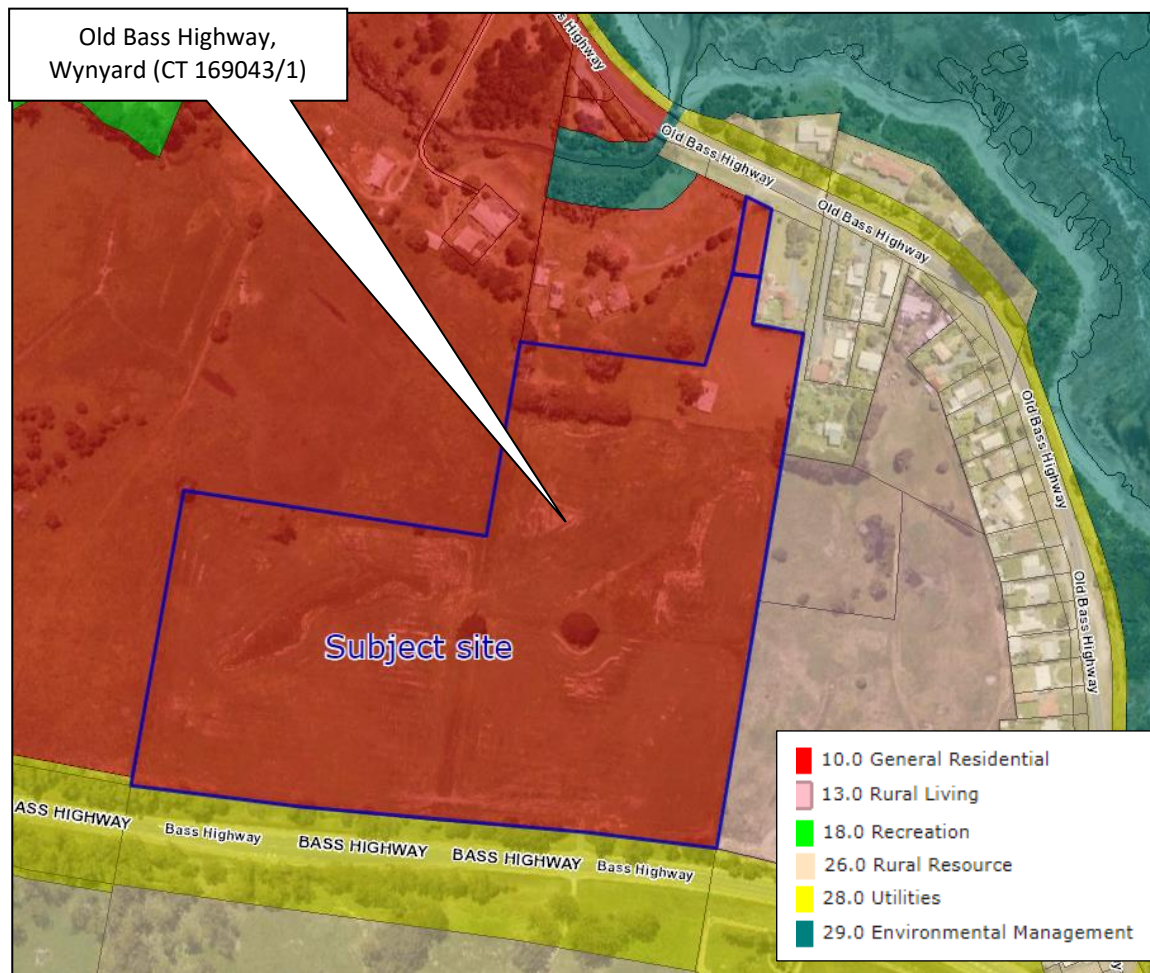 Old Bass Highway,
Wynyard (CT 169043/1)
Highway
Old Bass Highway
Old Bass Highway
Old Bass Highway
Old Bass Highway
Subject site
ASS HIGHWAY
Bass Highway
BASS HIGHWAY
BASS HIGHWAY
Bass Highway
10.0 General Residential
13.0 Rural Living
18.0 Recreation
26.0 Rural Resource
28.0 Utilities
29.0 Environmental Management